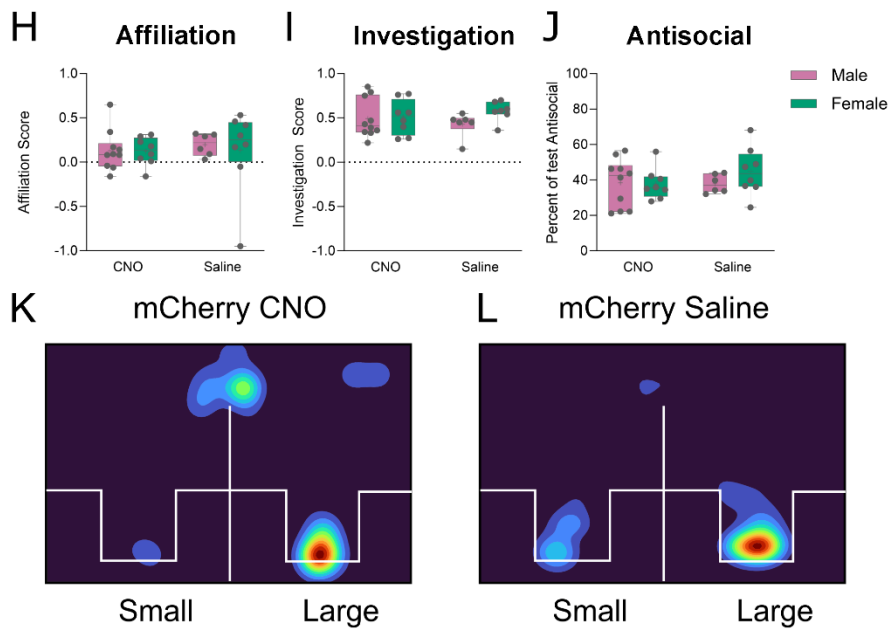 H Affiliation
I Investigation
J Antisocial
Male
Female
Affiliation Score
1.0
0.5
0.0
-0.5
-1.0
CNO Saline
Investigation Score
1.0
0.5
0.0
-0.5
-1.0
CNO Saline
Percent of test Antisocial
100
80
60
40
20
0
CNO Saline
K mCherry CNO
Small Large
L mCherry Saline
Small Large